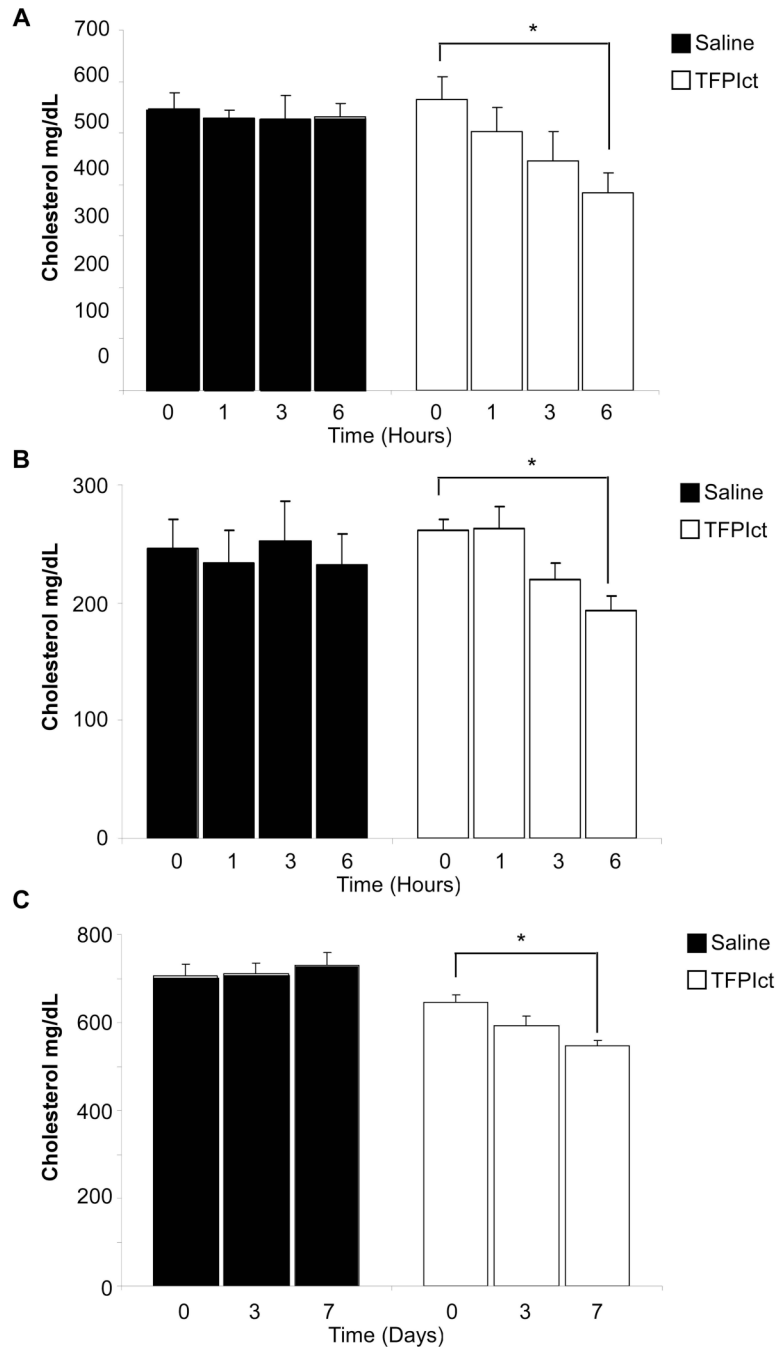 A
700
600
500
400
300
200
100
0
Cholesterol mg/dL
*
Saline
TFPIct
0 1 3 6 0 1 3 6
Time (Hours)
B
300
200
100
0
Cholesterol mg/dL
*
Saline
TFPIct
0 1 3 6 0 1 3 6
Time (Hours)
C
800
600
400
200
0
Cholesterol mg/dL
*
Saline
TFPIct
0 3 7 0 3 7
Time (Days)